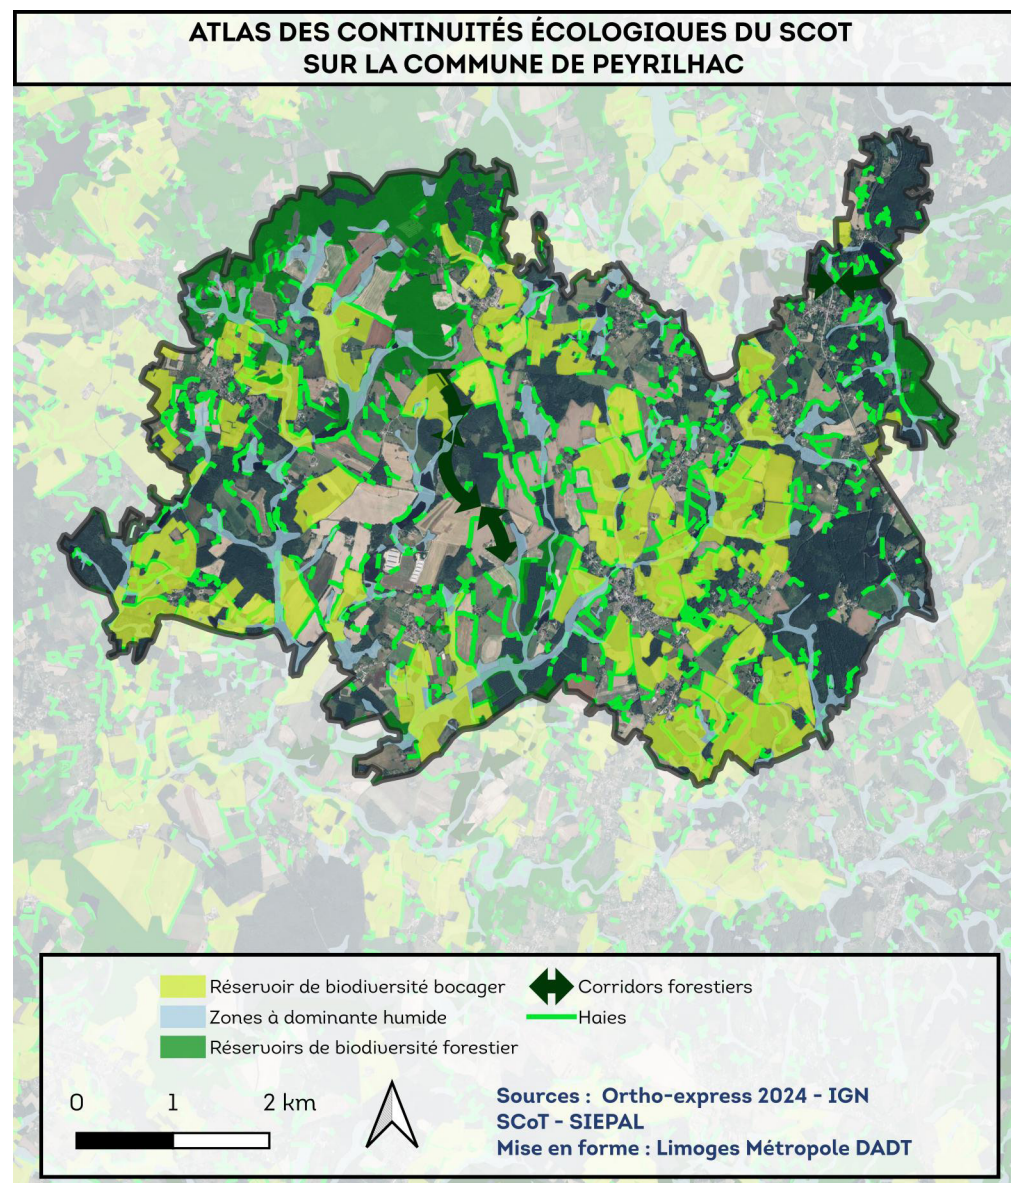 ATLAS DES CONTINUITÉS ÉCOLOGIQUES DU SCOT
SUR LA COMMUNE DE PEYRILHAC
Réservoir de biodiversité bocager
Zones à dominante humide
Réservoirs de biodiversité forestier
Corridors forestiers
Haies
0 1 2 km
Sources : Ortho-express 2024 - IGN
SCoT - SIEPAL
Mise en forme : Limoges Métropole DADT